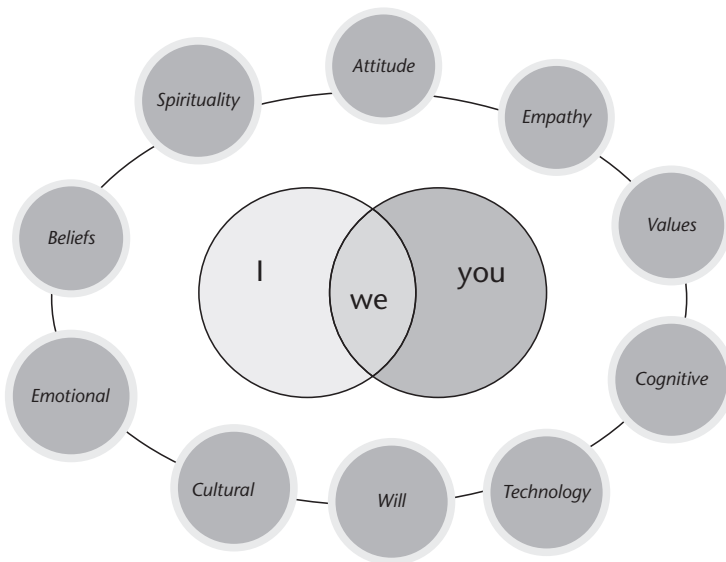 Attitude
Spirituality
Empathy
Beliefs
Values
I
we
you
Emotional
Cognitive
Cultural
Will
Technology